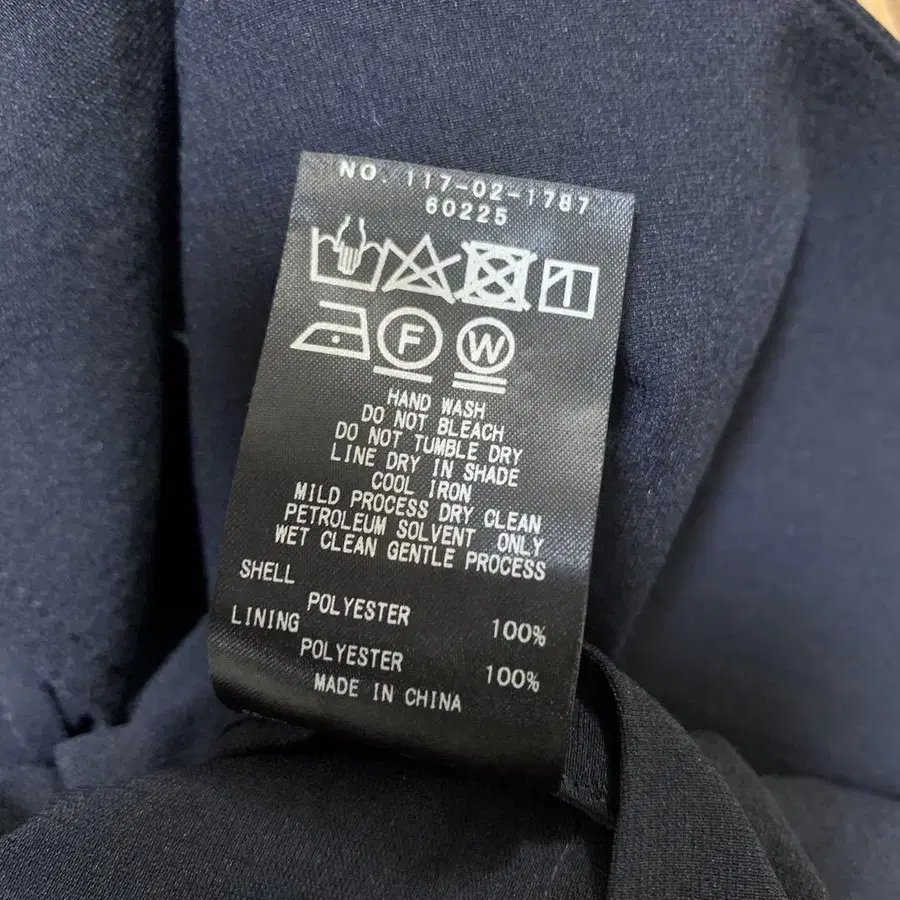 NO. 117-02-1787
60225
F W
HAND WASH
DO NOT BLEACH
DO NOT TUMBLE DRY
LINE DRY IN SHADE
COOL IRON
MILD PROCESS DRY CLEAN
PETROLEUM SOLVENT ONLY
WET CLEAN GENTLE PROCESS
SHELL
POLYESTER 100%
LINING
POLYESTER 100%
MADE IN CHINA